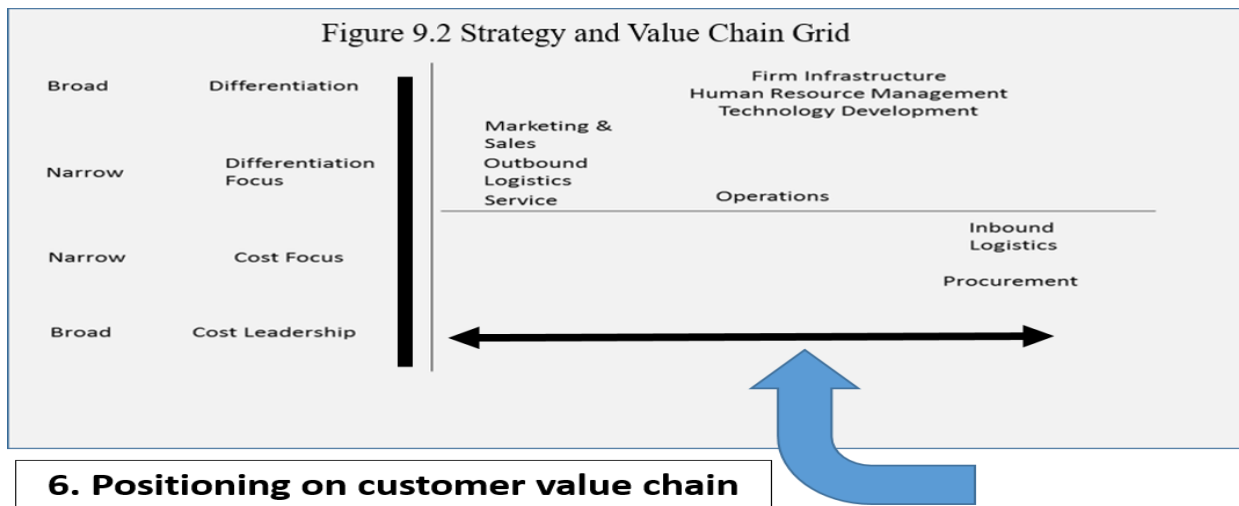 Figure 9.2 Strategy and Value Chain Grid
Broad Differentiation
Firm Infrastructure
Human Resource Management
Technology Development
Marketing &
Sales
Narrow Differentiation
Focus
Outbound
Logistics
Service
Operations
Inbound
Logistics
Narrow Cost Focus
Procurement
Broad Cost Leadership
6. Positioning on customer value chain